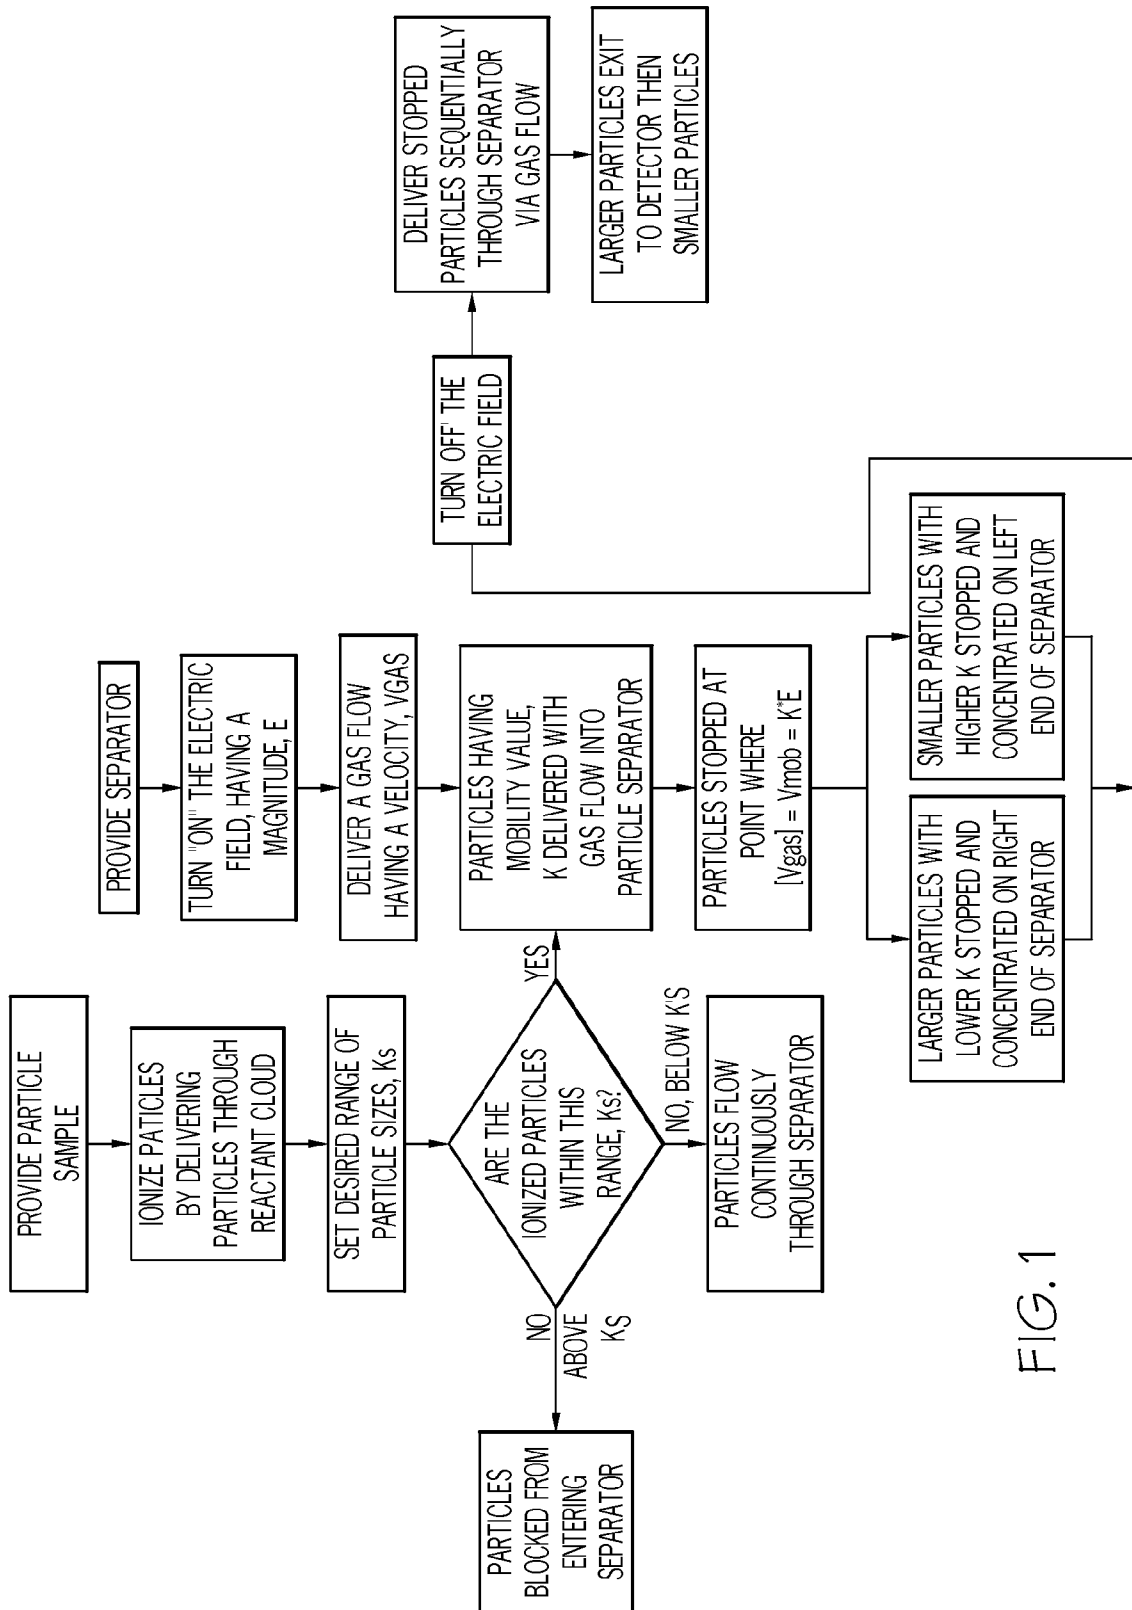 PROVIDE PARTICLE
SAMPLE
IONIZE PATICLES
BY DELIVERING
PARTICLES THROUGH
REACTANT CLOUD
SET DESIRED RANGE OF
PARTICLE SIZES, Ks
ARE THE
IONIZED PARTICLES
WITHIN THIS
RANGE, Ks?
NO
ABOVE
KS
PARTICLES
BLOCKED FROM
ENTERING
SEPARATOR
NO, BELOW K'S
PARTICLES FLOW
CONTINUOUSLY
THROUGH SEPARATOR
YES
PROVIDE SEPARATOR
TURN "ON" THE ELECTRIC
FIELD, HAVING A
MAGNITUDE, E
DELIVER A GAS FLOW
HAVING A VELOCITY, VGAS
PARTICLES HAVING
MOBILITY VALUE,
K DELIVERED WITH
GAS FLOW INTO
PARTICLE SEPARATOR
PARTICLES STOPPED AT
POINT WHERE
[Vgas] = Vmob = K*E
LARGER PARTICLES WITH
LOWER K STOPPED AND
CONCENTRATED ON RIGHT
END OF SEPARATOR
SMALLER PARTICLES WITH
HIGHER K STOPPED AND
CONCENTRATED ON LEFT
END OF SEPARATOR
TURN OFF' THE
ELECTRIC FIELD
DELIVER STOPPED
PARTICLES SEQUENTIALLY
THROUGH SEPARATOR
VIA GAS FLOW
LARGER PARTICLES EXIT
TO DETECTOR THEN
SMALLER PARTICLES
FIG. 1